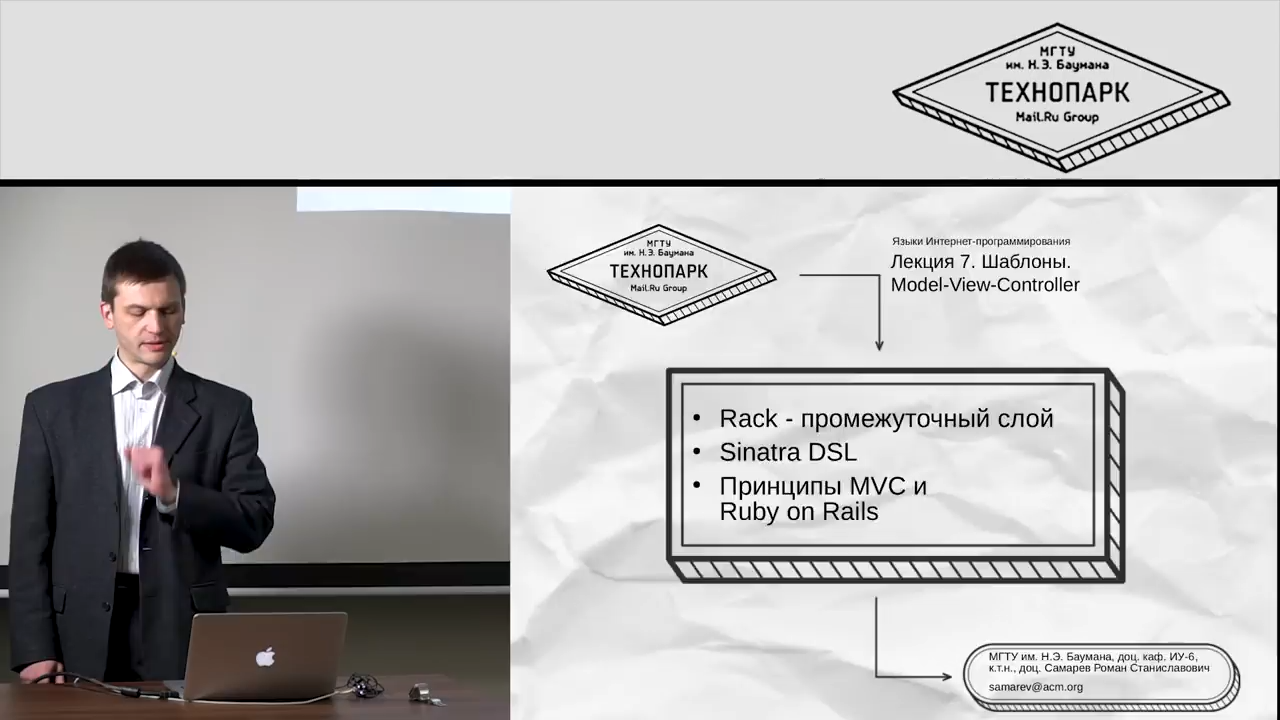 МГТУ
им. Н.Э. Баумана
ТЕХНОПАРК
Mail.Ru Group
МГТУ
им. Н.Э. Баумана
ТЕХНОПАРК
Mail.Ru Group
Языки Интернет-программирования
Лекция 7. Шаблоны.
Model-View-Controller
• Rack - промежуточный слой
• Sinatra DSL
• Принципы MVC и
Ruby on Rails
МГТУ им. Н.Э. Баумана, доц. каф. ИУ-6,
к.т.н., доц. Самарев Роман Станиславович
samarev@acm.org